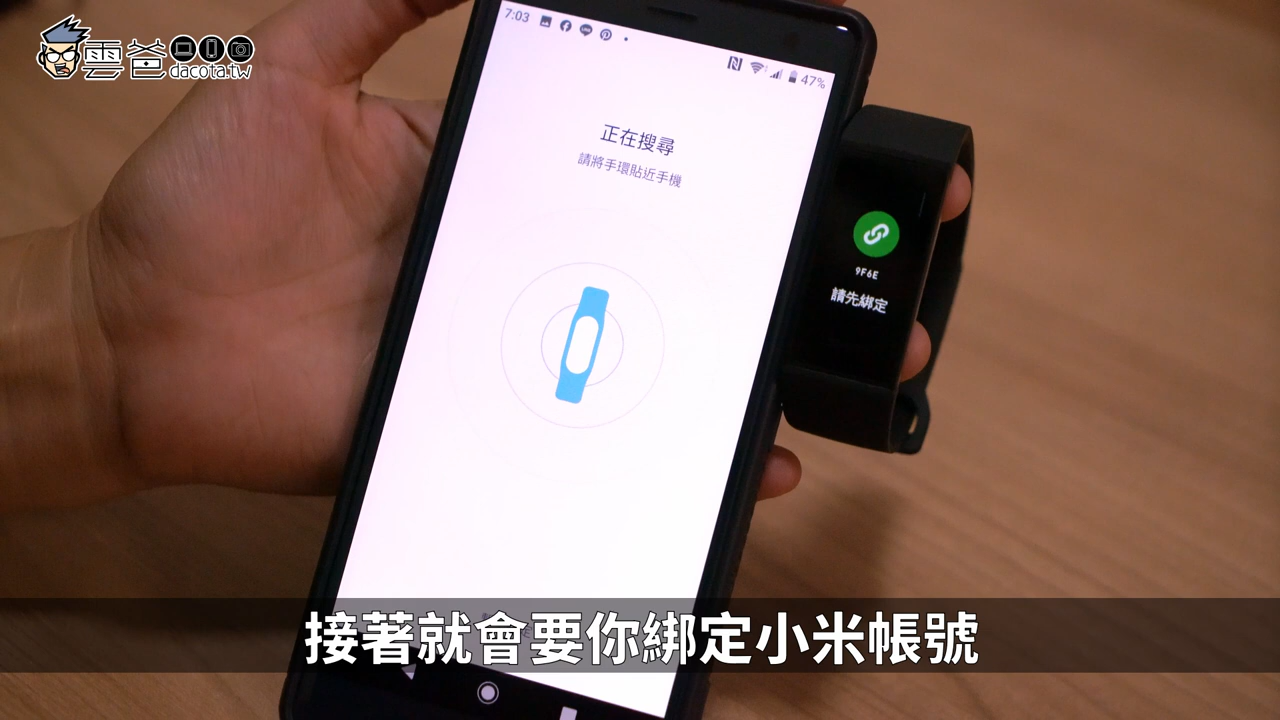 雲爸
dacota.tw
7:03
47%
正在搜尋
請將手環貼近手機
9F6E
請先綁定
接著就會要你綁定小米帳號